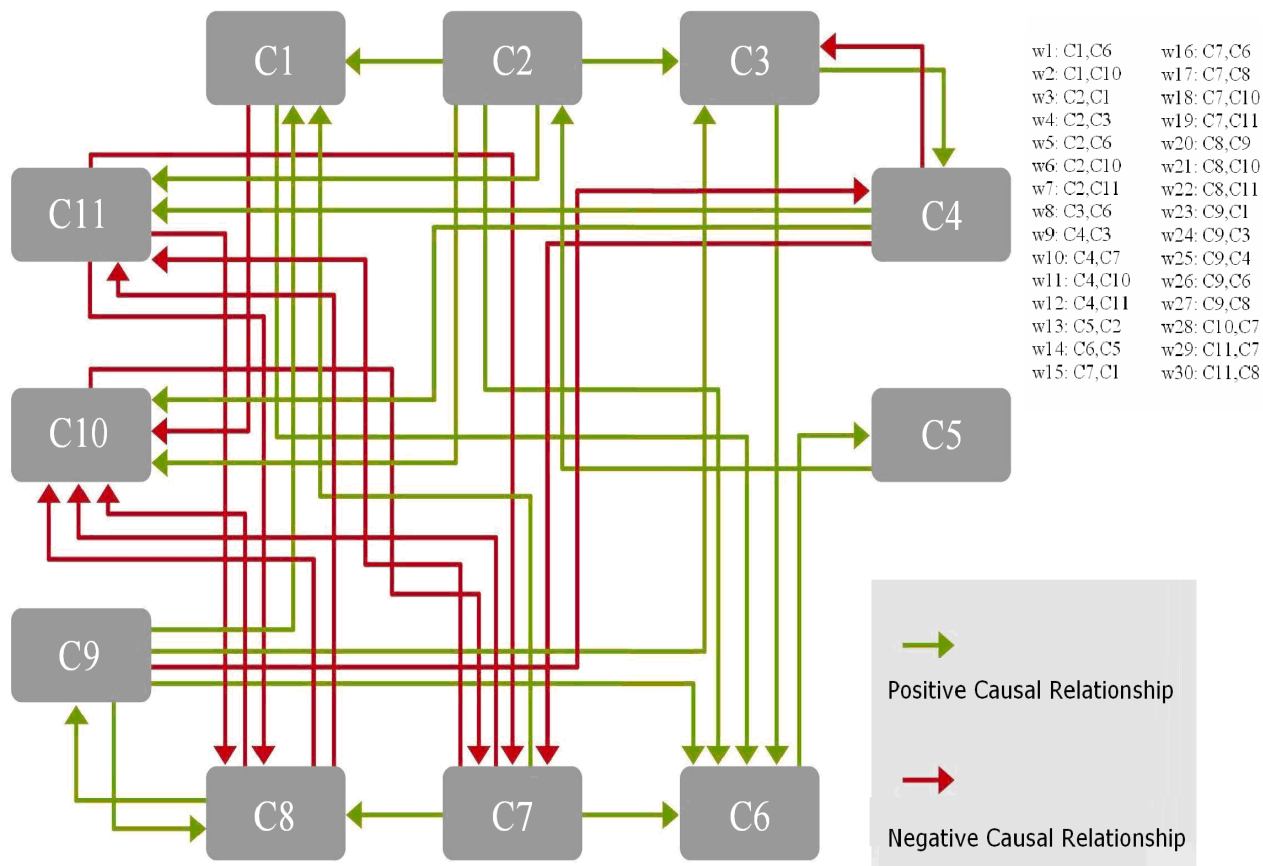 C1
C2
C3
C11
C4
C10
C5
C9
C8
C7
C6
w1: C1,C6
w2: C1,C10
w3: C2,C1
w4: C2,C3
w5: C2,C6
w6: C2,C10
w7: C2,C11
w8: C3,C6
w9: C4,C3
w10: C4,C7
w11: C4,C10
w12: C4,C11
w13: C5,C2
w14: C6,C5
w15: C7,C1
w16: C7,C6
w17: C7,C8
w18: C7,C10
w19: C7,C11
w20: C8,C9
w21: C8,C10
w22: C8,C11
w23: C9,C1
w24: C9,C3
w25: C9,C4
w26: C9,C6
w27: C9,C8
w28: C10,C7
w29: C11,C7
w30: C11,C8
Positive Causal Relationship
Negative Causal Relationship